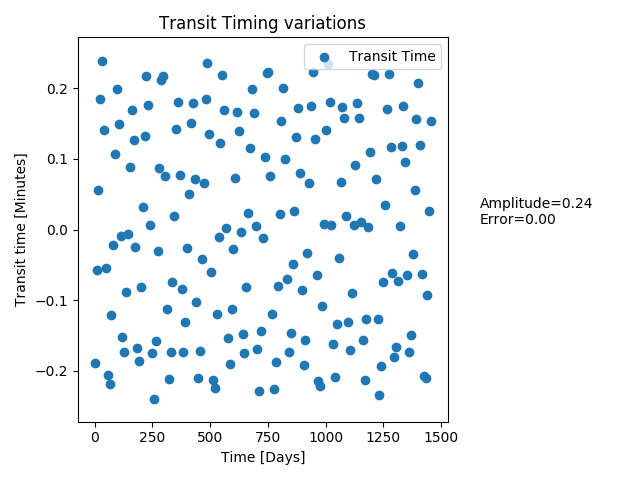 Transit Timing variations
Transit Time
0.2
0.1
0.0
−0.1
−0.2
Transit time [Minutes]
0
250
500
750
1000
1250
1500
Time [Days]
Amplitude=0.24
Error=0.00